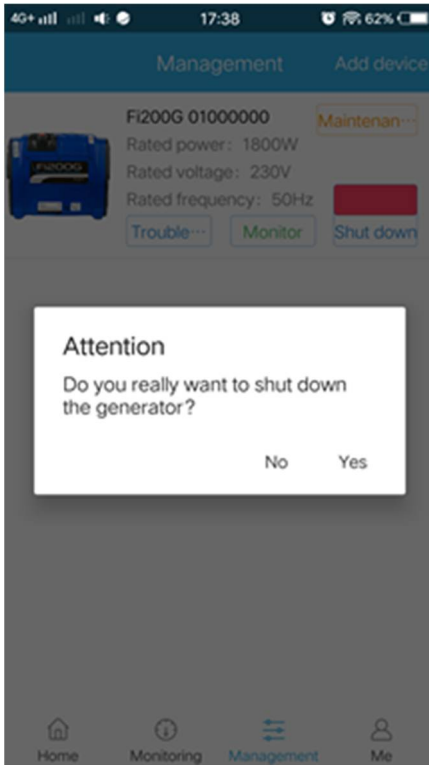 4G+ 17:38 62%
Management Add device
Fi200G 01000000 Maintenan···
Rated power: 1800W
Rated voltage: 230V
Rated frequency: 50Hz
Fi200G
Trouble··· Monitor Shut down
Attention
Do you really want to shut down
the generator?
No Yes
Home Monitoring Management Me